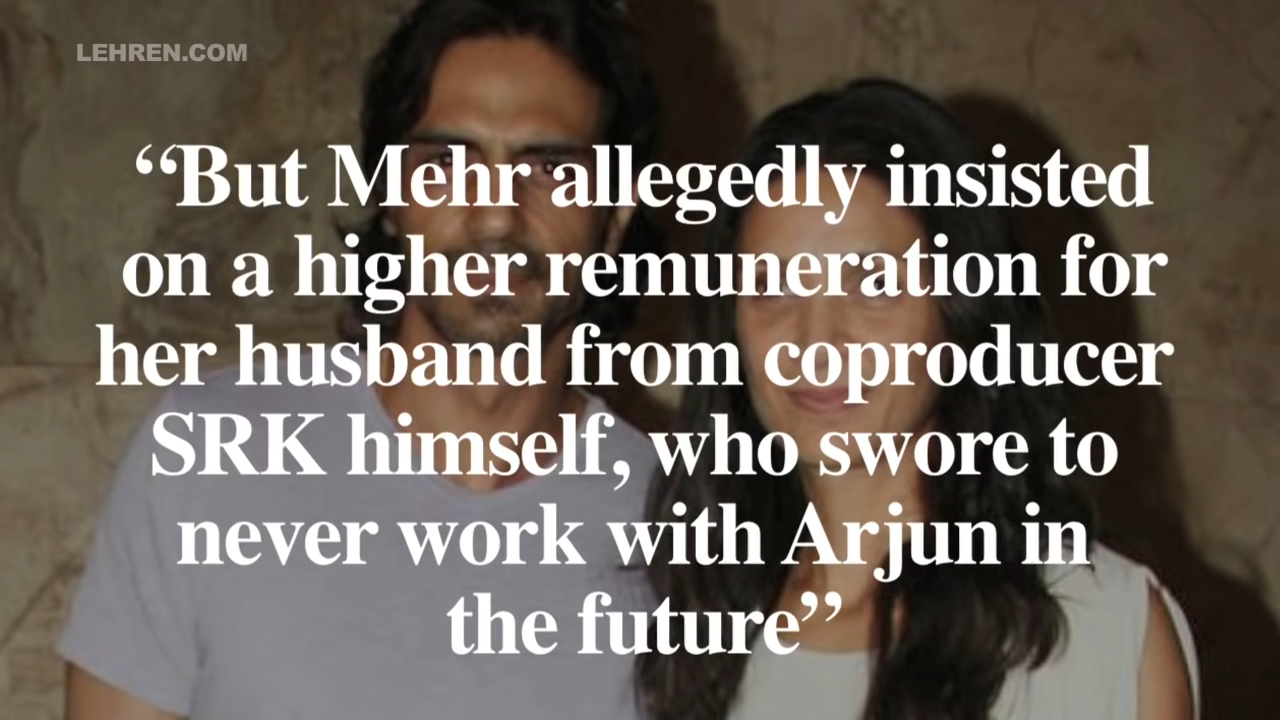 LEHREN.COM
“But Mehr allegedly insisted
on a higher remuneration for
her husband from coproducer
SRK himself, who swore to
never work with Arjun in
the future”